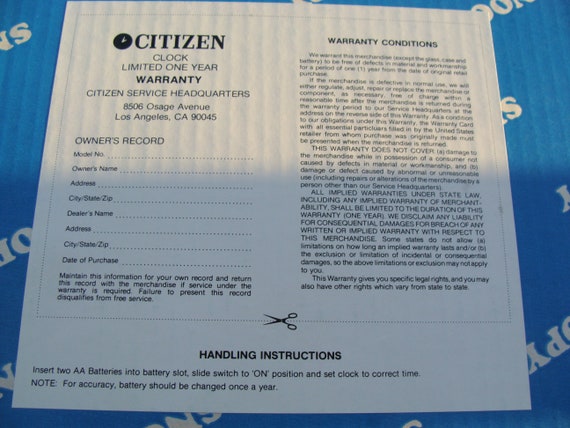 CITIZEN
CLOCK
LIMITED ONE YEAR
WARRANTY
CITIZEN SERVICE HEADQUARTERS
8506 Osage Avenue
Los Angeles, CA 90045
OWNER'S RECORD
Model No.
Owner's Name
Address
City/State/Zip
Dealer's Name
Address
City/State/Zip
Date of Purchase
Maintain this information for your own record and return
this record with the merchandise if service under the
warranty is required. Failure to present this record
disqualifies from free service.
WARRANTY CONDITIONS
We warrant this merchandise (except the glass, case and
battery) to be free of defects in material and workmanship
for a period of one (1) year from the date of original retail
purchase.
If the merchandise is defective in normal use, we will
either regulate, adjust, repair or replace the merchandise or
component, as necessary, free of charge within a
reasonable time after the merchandise is returned during
the warranty period to our Service Headquarters at the
address on the reverse side of this Warranty. As a condition
to our obligations under this Warranty, the Warranty Card
with all essential particluars filled in by the United States
retailer from whom purchase was originally made must
be presented when the merchandise is returned.
THIS WARRANTY DOES NOT COVER: (a) damage to
the merchandise while in possession of a consumer not
caused by defects in material or workmanship, and (b)
damage or defect caused by abnormal or unreasonable
use (including repairs or alterations of the merchandise by a
person other than our Service Headquarters).
ALL IMPLIED WARRANTIES UNDER STATE LAW,
INCLUDING ANY IMPLIED WARRANTY OF MERCHANT-
ABILITY, SHALL BE LIMITED TO THE DURATION OF THIS
WARRANTY (ONE YEAR). WE DISCLAIM ANY LIABILITY
FOR CONSEQUENTIAL DAMAGES FOR BREACH OF ANY
WRITTEN OR IMPLIED WARRANTY WITH RESPECT TO
THIS MERCHANDISE. Some states do not allow (a)
limitations on how long an implied warranty lasts and/or (b)
the exclusion or limitation of incidental or consequential
damages, so the above limitations or exclusion may not apply
to you.
This Warranty gives you specific legal rights, and you may
also have other rights which vary from state to state.
HANDLING INSTRUCTIONS
Insert two AA Batteries into battery slot, slide switch to 'ON' position and set clock to correct time.
NOTE: For accuracy, battery should be changed once a year.